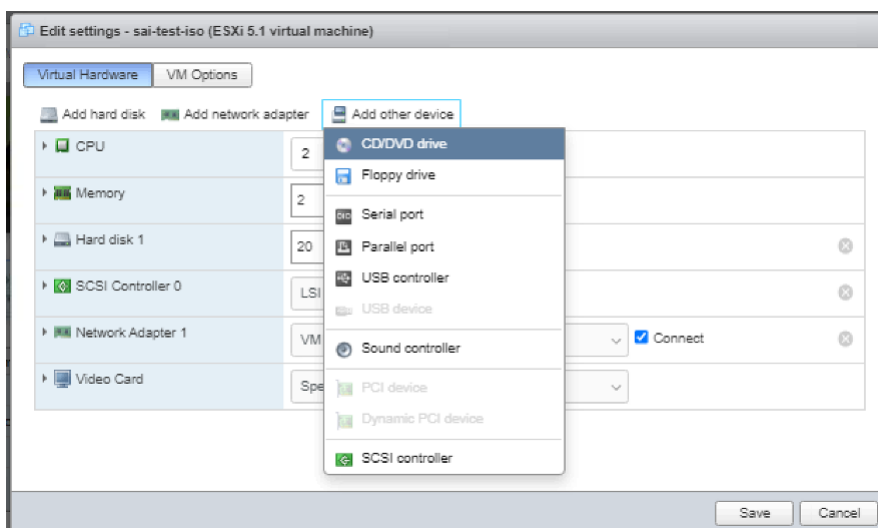 Edit settings - sai-test-iso (ESXi 5.1 virtual machine)
Virtual Hardware VM Options
Add hard disk Add network adapter Add other device
CPU 2
Memory 2
Hard disk 1 20
SCSI Controller 0 LSI
Network Adapter 1 VM Connect
Video Card Spe
CD/DVD drive
Floppy drive
Serial port
Parallel port
USB controller
USB device
Sound controller
PCI device
Dynamic PCI device
SCSI controller
Save Cancel